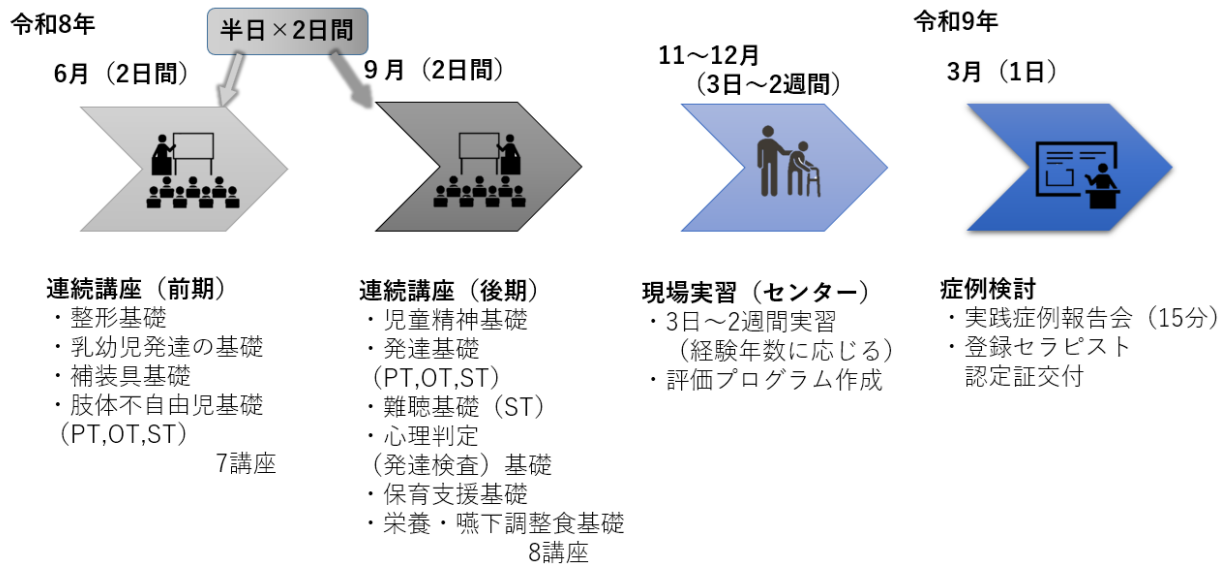 令和8年
半日×2日間
令和9年
6月（2日間）
9月（2日間）
11～12月
（3日～2週間）
3月（1日）
連続講座（前期）
・整形基礎
・乳幼児発達の基礎
・補装具基礎
・肢体不自由児基礎
（PT,OT,ST）
7講座
連続講座（後期）
・児童精神基礎
・発達基礎
（PT,OT,ST）
・難聴基礎（ST）
・心理判定
（発達検査）基礎
・保育支援基礎
・栄養・嚥下調整食基礎
8講座
現場実習（センター）
・3日～2週間実習
（経験年数に応じる）
・評価プログラム作成
症例検討
・実践症例報告会（15分）
・登録セラピスト
認定証交付